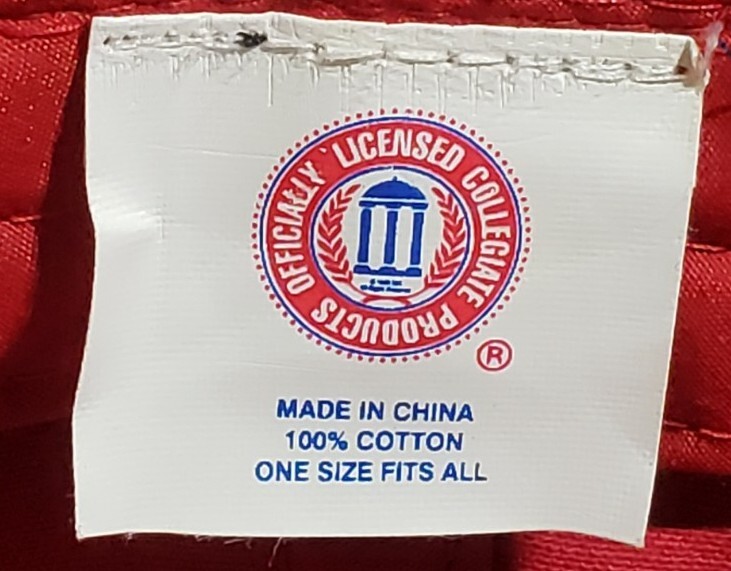 OFFICIALLY LICENSED COLLEGIATE PRODUCTS
®
MADE IN CHINA
100% COTTON
ONE SIZE FITS ALL